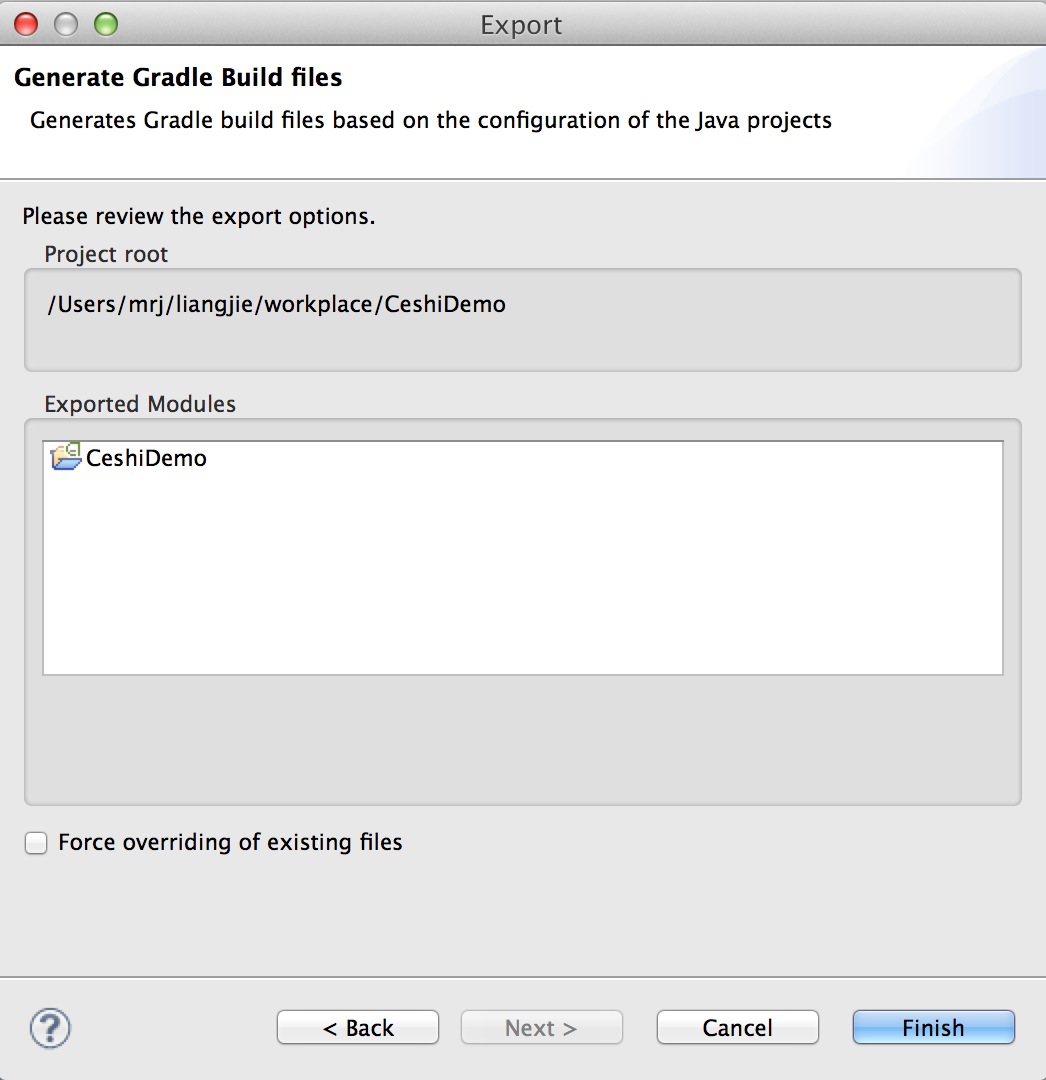 Export
Generate Gradle Build files
Generates Gradle build files based on the configuration of the Java projects
Please review the export options.
Project root
/Users/mrj/liangjie/workplace/CeshiDemo
Exported Modules
CeshiDemo
Force overriding of existing files
?
< Back
Next >
Cancel
Finish